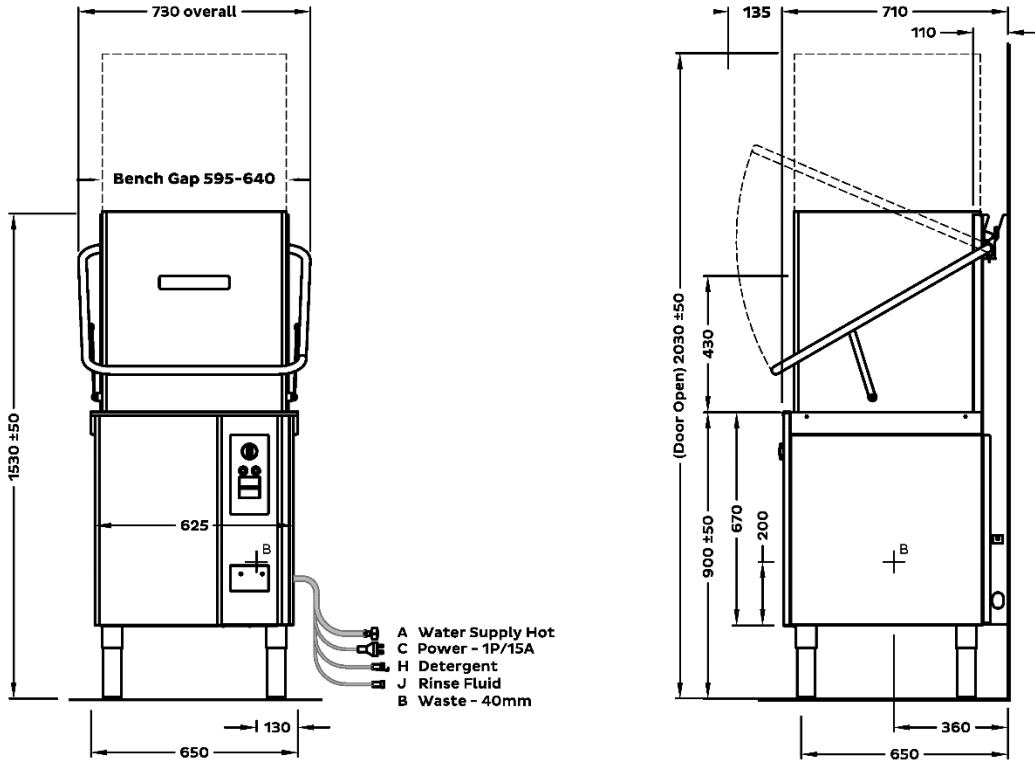 730 overall
135
710
110
Bench Gap 595-640
1530 ±50
(Door Open) 2030 ±50
430
900 ±50
670
200
625
B
B
A Water Supply Hot
C Power - 1P/15A
H Detergent
J Rinse Fluid
B Waste - 40mm
130
650
360
650